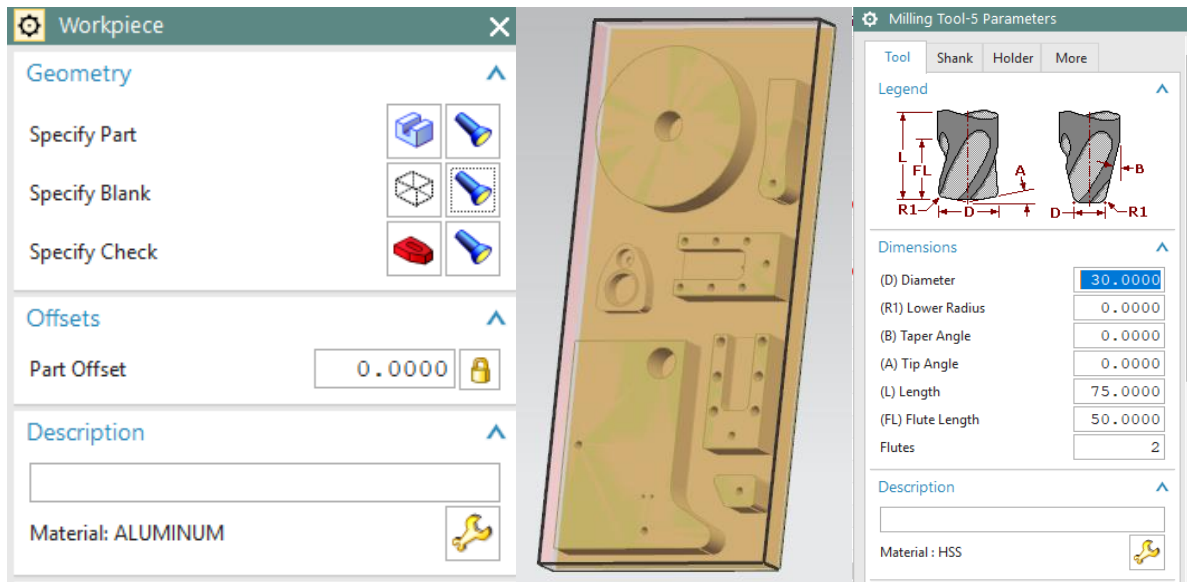 Workpiece
Geometry
Specify Part
Specify Blank
Specify Check
Offsets
Part Offset 0.0000
Description
Material: ALUMINUM
Milling Tool-5 Parameters
Tool Shank Holder More
Legend
L
FL
A
B
R1
D
D
R1
Dimensions
(D) Diameter 30.0000
(R1) Lower Radius 0.0000
(B) Taper Angle 0.0000
(A) Tip Angle 0.0000
(L) Length 75.0000
(FL) Flute Length 50.0000
Flutes 2
Description
Material : HSS